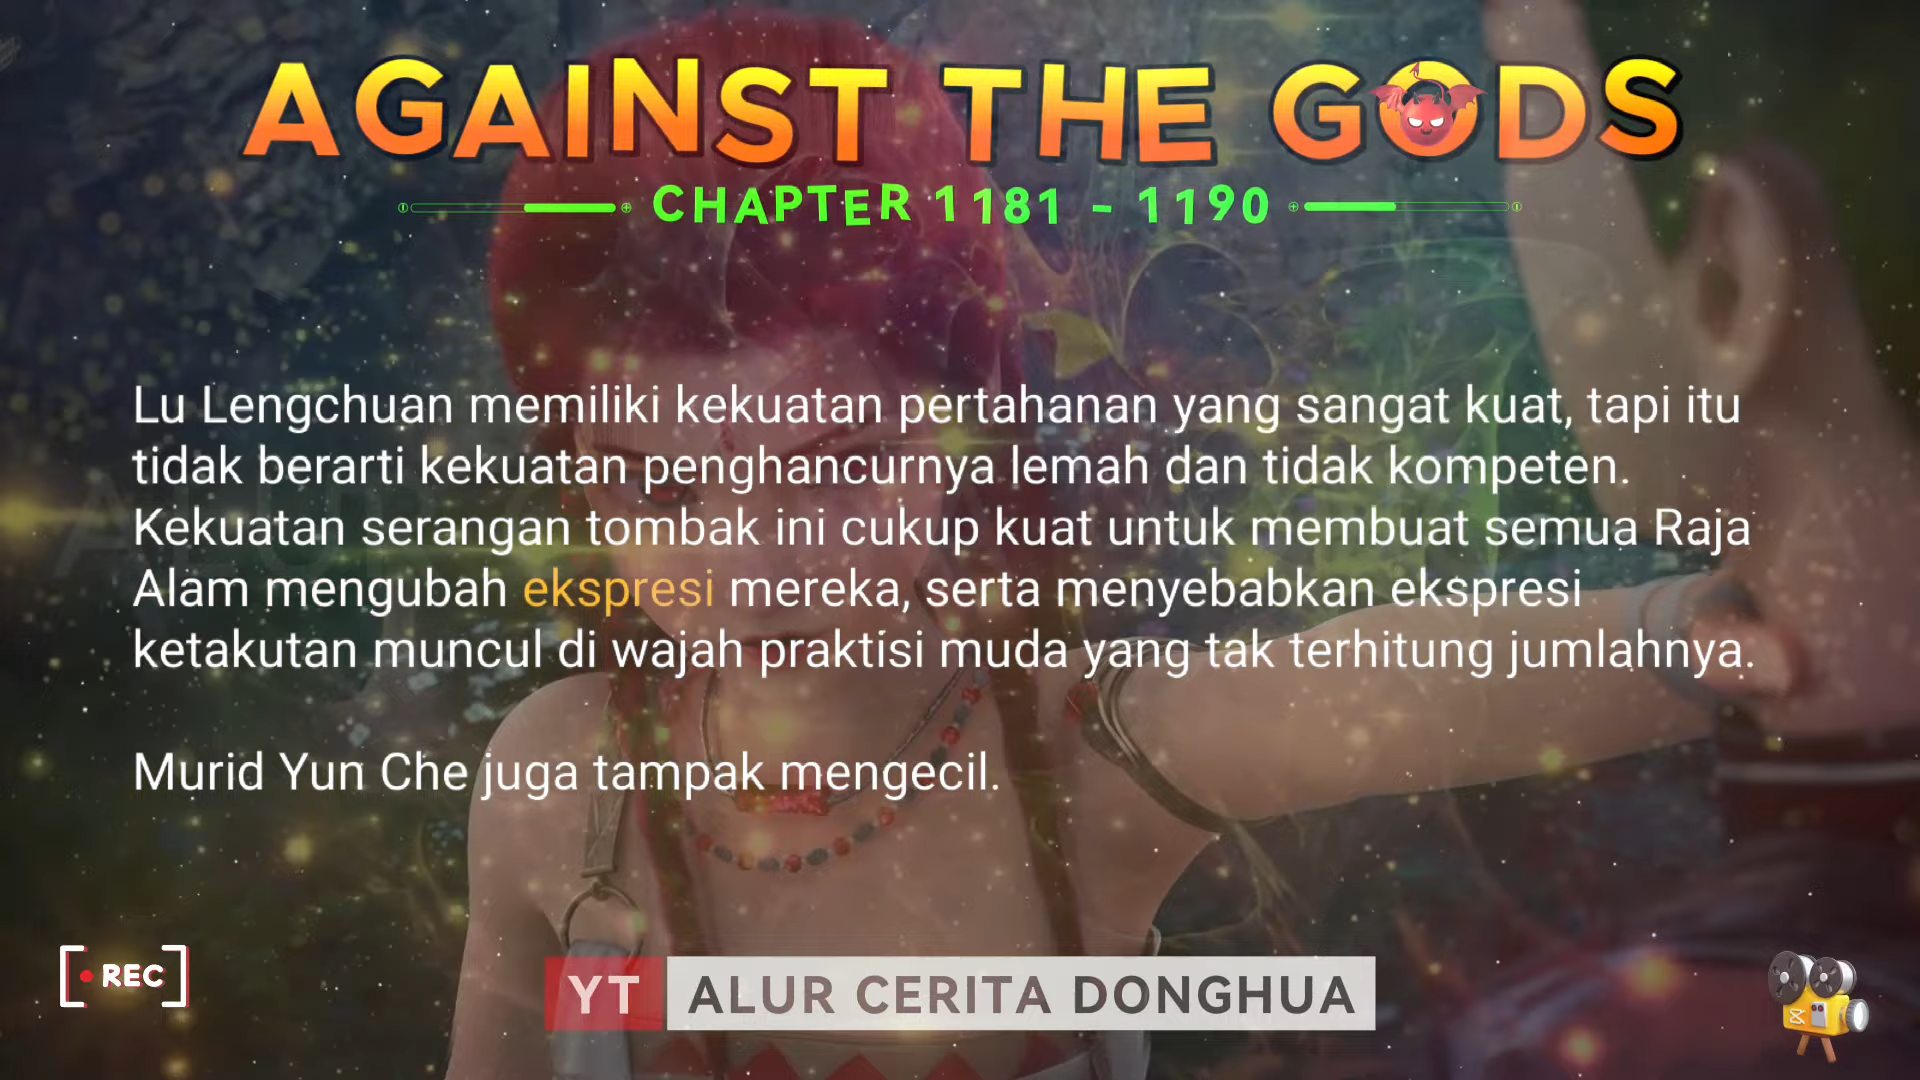 AGAINST THE GODS
CHAPTER 1181 - 1190
Lu Lengchuan memiliki kekuatan pertahanan yang sangat kuat, tapi itu
tidak berarti kekuatan penghancurnya lemah dan tidak kompeten.
Kekuatan serangan tombak ini cukup kuat untuk membuat semua Raja
Alam mengubah ekspresi mereka, serta menyebabkan ekspresi
ketakutan muncul di wajah praktisi muda yang tak terhitung jumlahnya.
Murid Yun Che juga tampak mengecil.
REC
YT ALUR CERITA DONGHUA